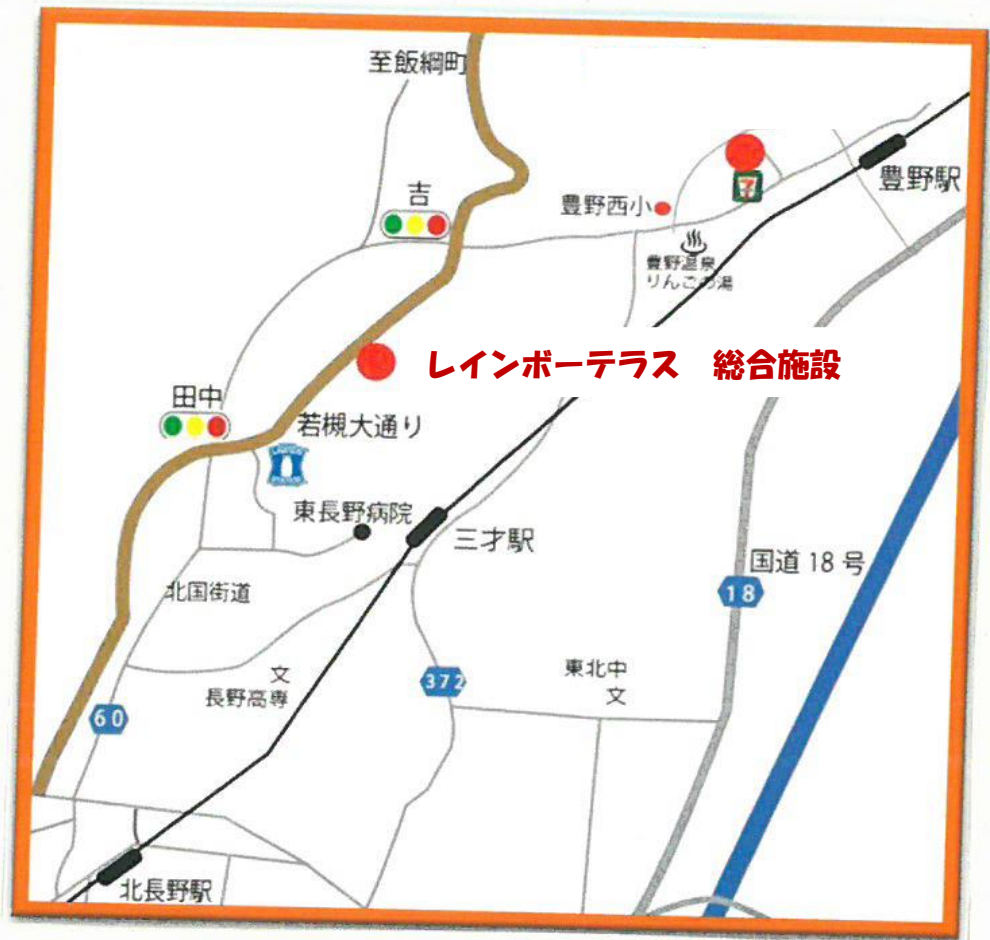 至飯綱町
吉
豊野西小
7
豊野駅
豊野温泉
りんごの湯
レインボーテラス 総合施設
田中
若槻大通り
東長野病院
三才駅
国道 18 号
18
北国街道
372
東北中
文
文
長野高専
60
北長野駅